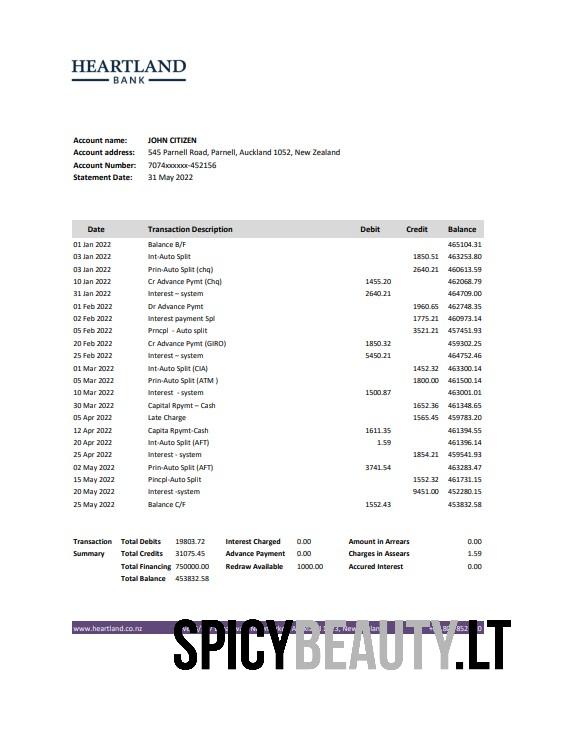 HEARTLAND
BANK
Account name: JOHN CITIZEN
Account address: 545 Parnell Road, Parnell, Auckland 1052, New Zealand
Account Number: 7074xxxxxx-452156
Statement Date: 31 May 2022
Date Transaction Description Debit Credit Balance
01 Jan 2022 Balance B/F 465104.31
03 Jan 2022 Int-Auto Split 1850.51 463253.80
03 Jan 2022 Prin-Auto Split (chq) 2640.21 460613.59
10 Jan 2022 Cr Advance Pymt (Chq) 1455.20 462068.79
31 Jan 2022 Interest – system 2640.21 464709.00
01 Feb 2022 Dr Advance Pymt 1960.65 462748.35
02 Feb 2022 Interest payment Spl 1775.21 460973.14
05 Feb 2022 Prncpl - Auto split 3521.21 457451.93
20 Feb 2022 Cr Advance Pymt (GIRO) 1850.32 459302.25
25 Feb 2022 Interest – system 5450.21 464752.46
01 Mar 2022 Int-Auto Split (CIA) 1452.32 463300.14
05 Mar 2022 Prin-Auto Split (ATM ) 1800.00 461500.14
10 Mar 2022 Interest - system 1500.87 463001.01
30 Mar 2022 Capital Rpymt – Cash 1652.36 461348.65
05 Apr 2022 Late Charge 1565.45 459783.20
12 Apr 2022 Capita Rpymt-Cash 1611.35 461394.55
20 Apr 2022 Int-Auto Split (AFT) 1.59 461396.14
25 Apr 2022 Interest - system 1854.21 459541.93
02 May 2022 Prin-Auto Split (AFT) 3741.54 463283.47
15 May 2022 Pincpl-Auto Split 1552.32 461731.15
20 May 2022 Interest -system 9451.00 452280.15
25 May 2022 Balance C/F 1552.43 453832.58
Transaction Total Debits 19803.72 Interest Charged 0.00 Amount in Arrears 0.00
Summary Total Credits 31075.45 Advance Payment 0.00 Charges in Assears 1.59
Total Financing 750000.00 Redraw Available 1000.00 Accured Interest 0.00
Total Balance 453832.58
www.heartland.co.nz
SPICYBEAUTY.LT